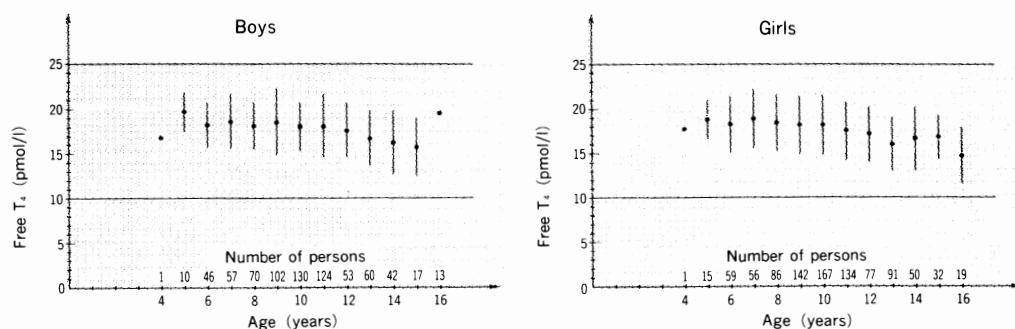 Boys
Free T₄ (pmol/l)
25
20
15
10
5
0
Number of persons
1 10 46 57 70 102 130 124 53 60 42 17 13
4 6 8 10 12 14 16
Age (years)
Girls
Free T₄ (pmol/l)
25
20
15
10
5
0
Number of persons
1 15 59 56 86 142 167 134 77 91 50 32 19
4 6 8 10 12 14 16
Age (years)